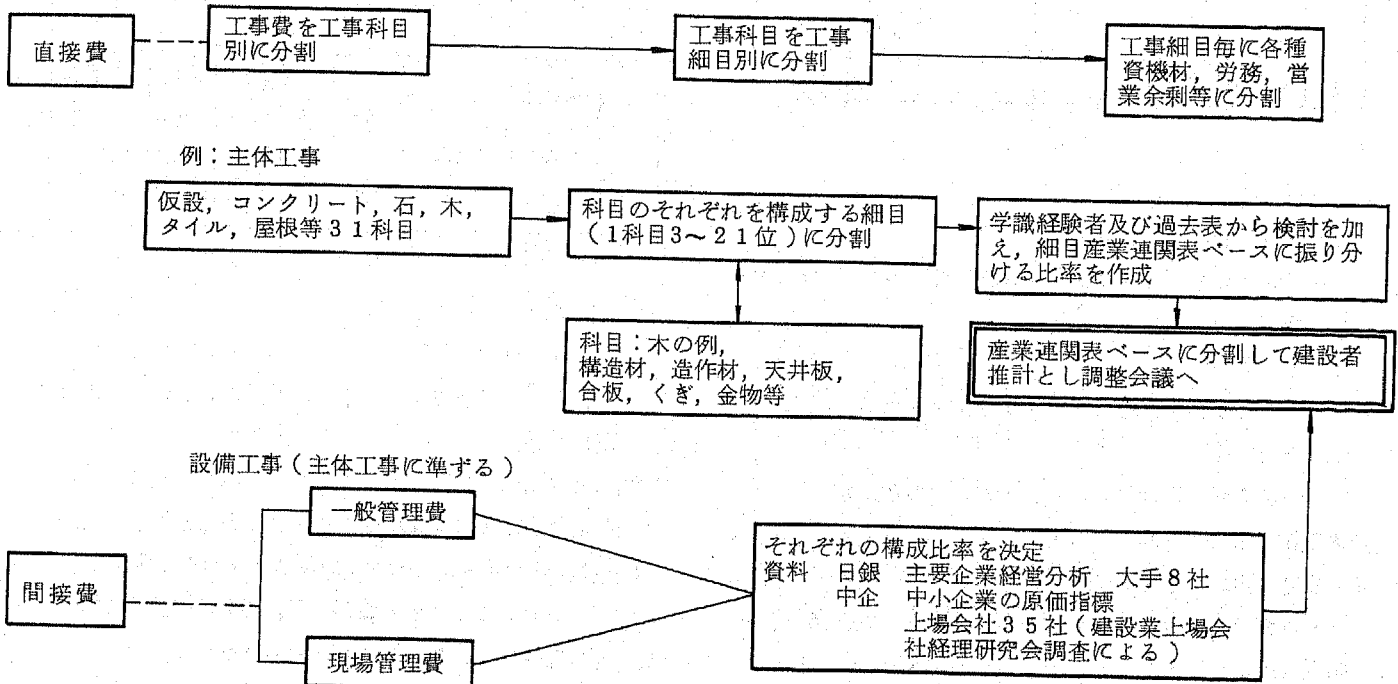 直接費
工事費を工事科目
別に分割
工事科目を工事
細目別に分割
工事細目毎に各種
資機材，労務，営
業余剰等に分割
例：主体工事
仮設，コンクリート，石，木，
タイル，屋根等３１科目
科目のそれぞれを構成する細目
（１科目３～２１位）に分割
学識経験者及び過去表から検討を加
え，細目産業連関表ベースに振り分
ける比率を作成
科目：木の例，
構造材，造作材，天井板，
合板，くぎ，金物等
産業連関表ベースに分割して建設者
推計とし調整会議へ
設備工事（主体工事に準ずる）
一般管理費
間接費
現場管理費
それぞれの構成比率を決定
資料　日銀　主要企業経営分析　大手８社
中企　中小企業の原価指標
上場会社３５社（建設業上場会
社経理研究会調査による）